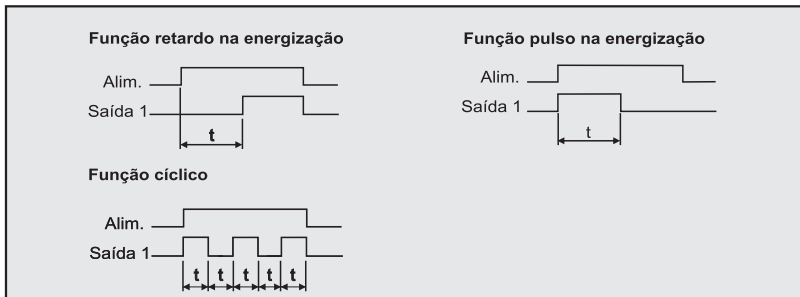 Função retardo na energização
Alim.
Saída 1
t
Função pulso na energização
Alim.
Saída 1
t
Função cíclico
Alim.
Saída 1
t t t t t